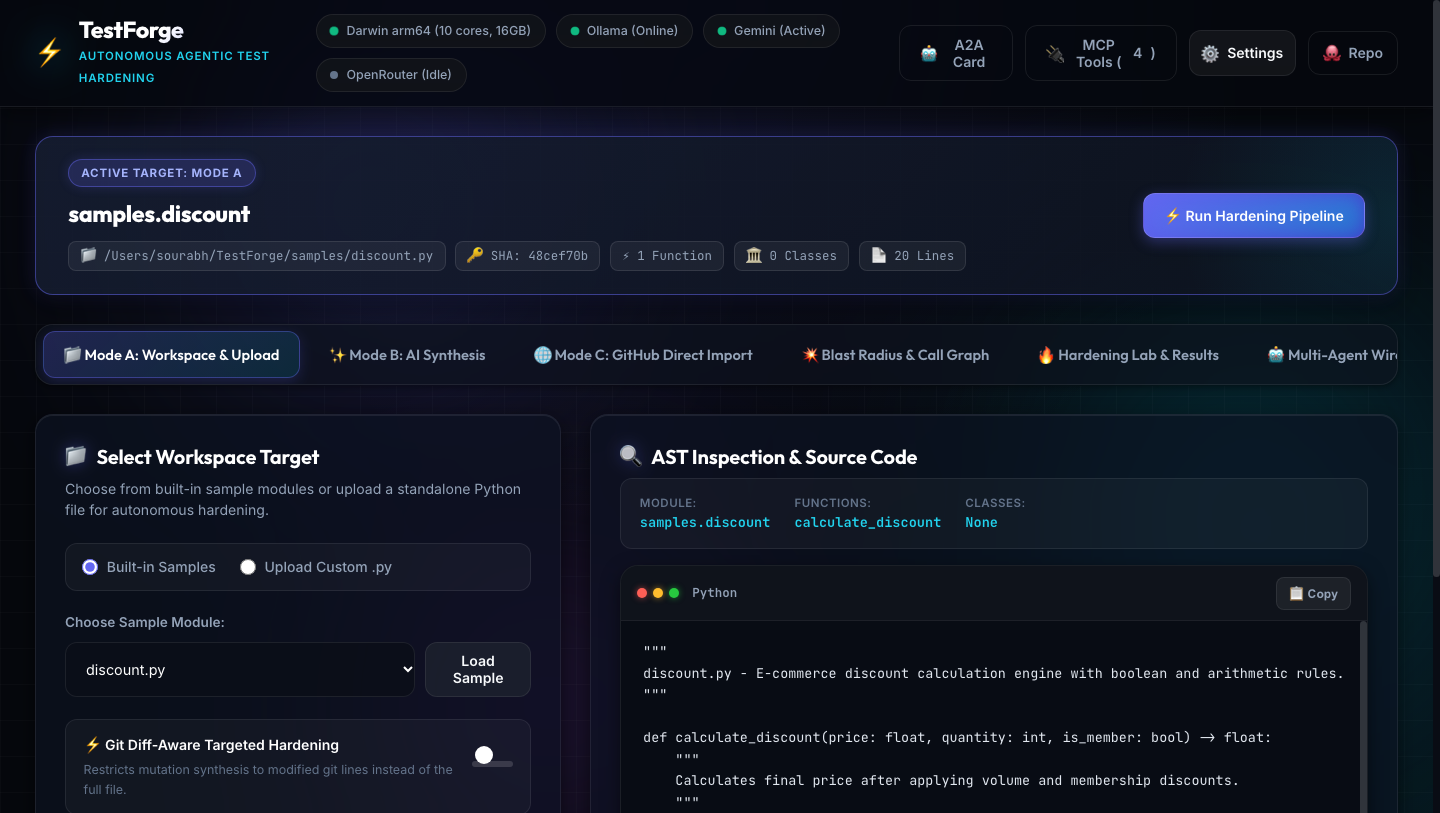 TestForge
AUTONOMOUS AGENTIC TEST
HARDENING
Darwin arm64 (10 cores, 16GB)
Ollama (Online)
Gemini (Active)
OpenRouter (Idle)
A2A
Card
MCP
Tools ( 4 )
Settings
Repo
ACTIVE TARGET: MODE A
samples.discount
/Users/sourabh/TestForge/samples/discount.py
SHA: 48cef70b
⚡ 1 Function
0 Classes
20 Lines
⚡ Run Hardening Pipeline
Mode A: Workspace & Upload
Mode B: AI Synthesis
Mode C: GitHub Direct Import
Blast Radius & Call Graph
Hardening Lab & Results
Multi-Agent Wir
Select Workspace Target
Choose from built-in sample modules or upload a standalone Python
file for autonomous hardening.
Built-in Samples
Upload Custom .py
Choose Sample Module:
discount.py
Load
Sample
⚡ Git Diff-Aware Targeted Hardening
Restricts mutation synthesis to modified git lines instead of the
full file.
AST Inspection & Source Code
MODULE:
samples.discount
FUNCTIONS:
calculate_discount
CLASSES:
None
Python
Copy
"""
discount.py - E-commerce discount calculation engine with boolean and arithmetic rules.
"""
def calculate_discount(price: float, quantity: int, is_member: bool) -> float:
"""
Calculates final price after applying volume and membership discounts.
"""